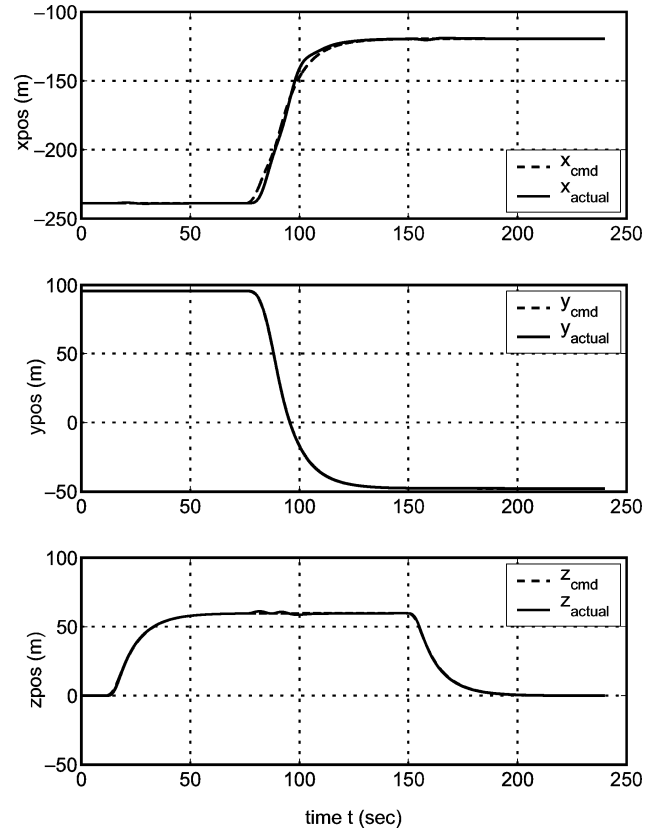 −100
−150
−200
−250
xpos (m)
x_cmd
x_actual
0 50 100 150 200 250
100
50
0
−50
ypos (m)
y_cmd
y_actual
0 50 100 150 200 250
100
50
0
−50
zpos (m)
z_cmd
z_actual
0 50 100 150 200 250
time t (sec)